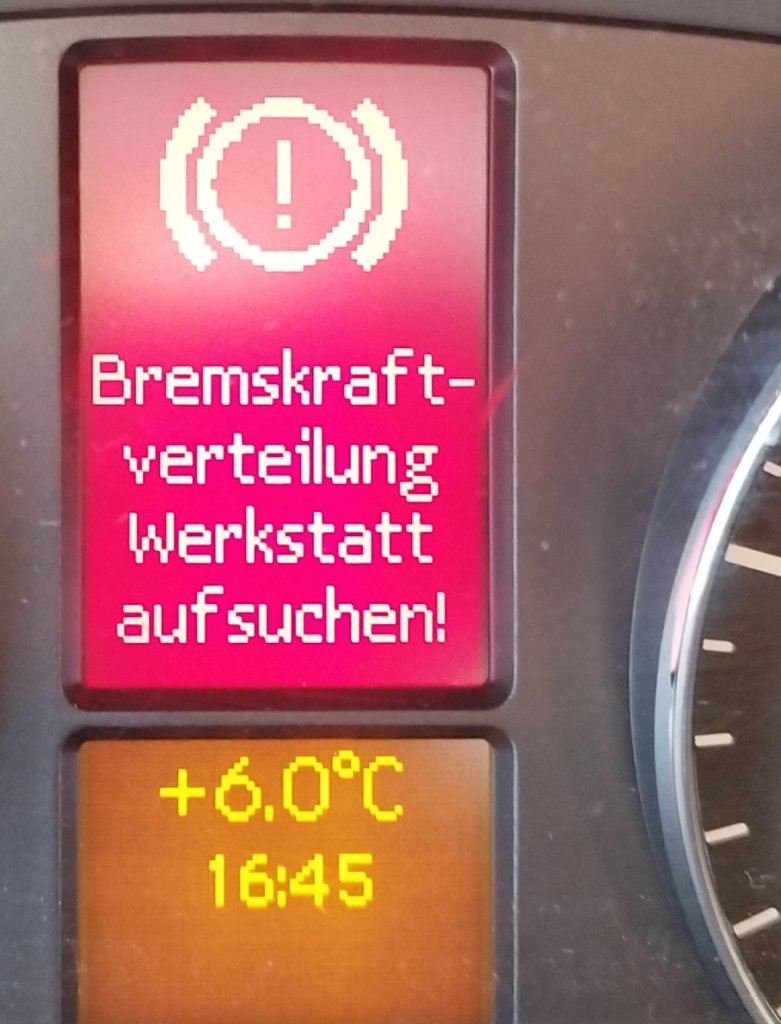 !
Bremskraft-
verteilung
Werkstatt
aufsuchen!
+6.0°C
16:45